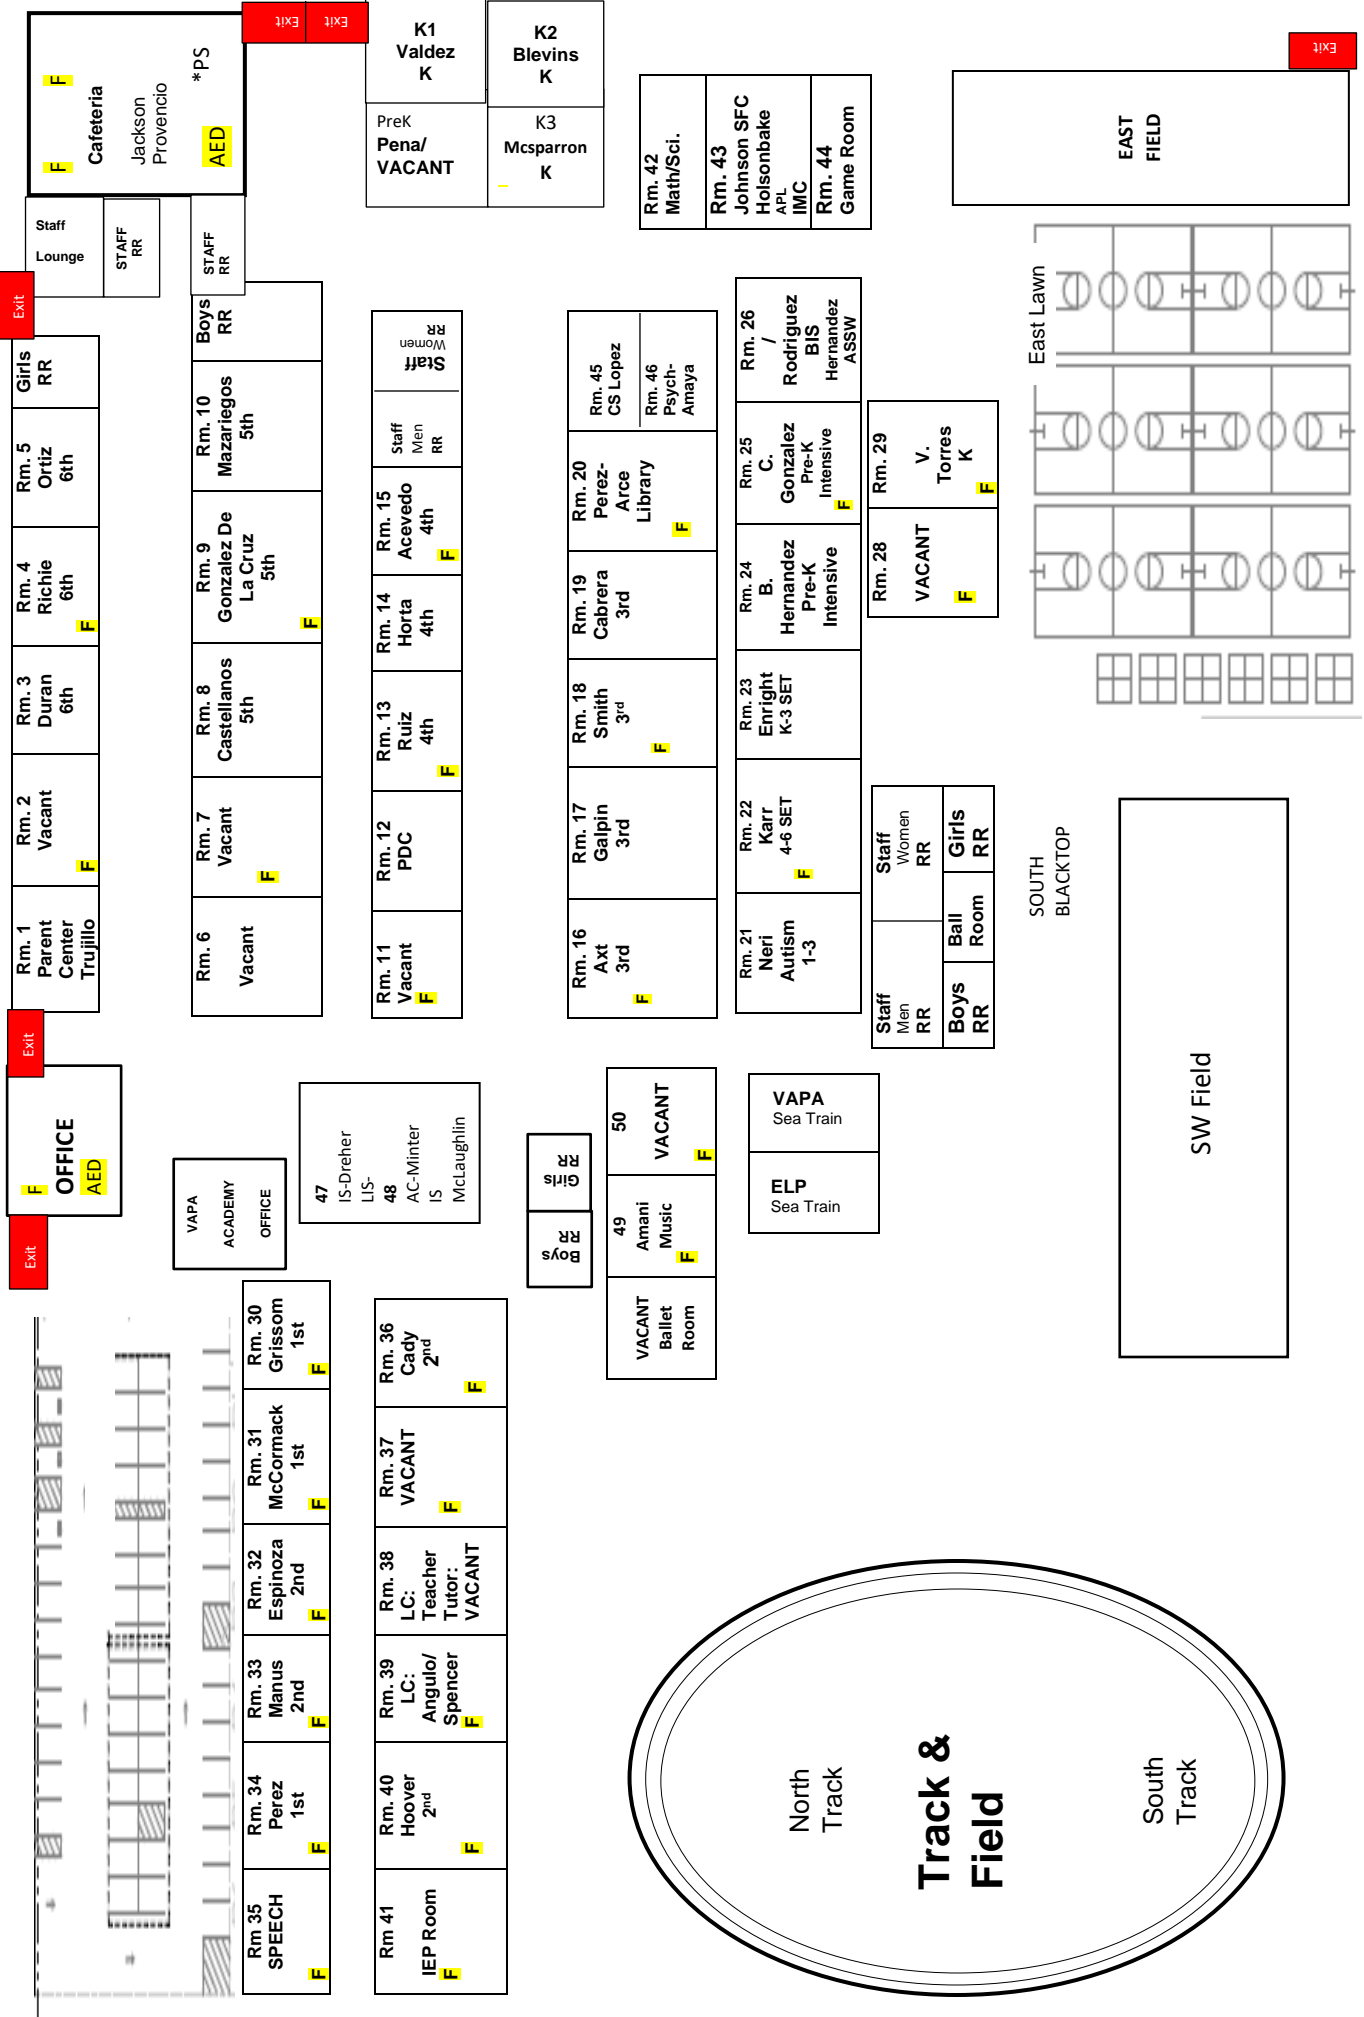 Exit
Exit
F
F
Cafeteria
Jackson
Provencio
*PS
AED
K1
Valdez
K
K2
Blevins
K
PreK
Pena/
VACANT
K3
Mcsparron
K
Rm. 42
Math/Sci.
Rm. 43
Johnson SFC
Holsonbake
APL
IMC
Rm. 44
Game Room
Exit
EAST
FIELD
Staff
Lounge
STAFF
RR
STAFF
RR
Exit
Girls
RR
Rm. 5
Ortiz
6th
Rm. 4
Richie
6th
F
Rm. 3
Duran
6th
Rm. 2
Vacant
F
Rm. 1
Parent
Center
Trujillo
Boys
RR
Rm. 10
Mazariegos
5th
Rm. 9
Gonzalez De
La Cruz
5th
F
Rm. 8
Castellanos
5th
Rm. 7
Vacant
F
Rm. 6
Vacant
Staff
Women
RR
Staff
Men
RR
Rm. 15
Acevedo
4th
F
Rm. 14
Horta
4th
Rm. 13
Ruiz
4th
F
Rm. 12
PDC
Rm. 11
Vacant
F
Rm. 45
CS Lopez
Rm. 46
Psych-
Amaya
Rm. 20
Perez-
Arce
Library
F
Rm. 19
Cabrera
3rd
Rm. 18
Smith
3rd
F
Rm. 17
Galpin
3rd
Rm. 16
Axt
3rd
F
Rm. 26
/
Rodriguez
BIS
Hernandez
ASSW
Rm. 25
C.
Gonzalez
Pre-K
Intensive
F
Rm. 24
B.
Hernandez
Pre-K
Intensive
Rm. 23
Enright
K-3 SET
Rm. 22
Karr
4-6 SET
F
Rm. 21
Neri
Autism
1-3
Rm. 29
V.
Torres
K
F
Rm. 28
VACANT
F
East Lawn
Staff
Women
RR
Staff
Men
RR
Girls
RR
Ball
Room
Boys
RR
SOUTH
BLACKTOP
SW Field
Exit
F
OFFICE
AED
Exit
VAPA
ACADEMY
OFFICE
47
IS-Dreher
LIS-
48
AC-Minter
IS
McLaughlin
Girls
RR
Boys
RR
50
VACANT
F
49
Amani
Music
F
VACANT
Ballet
Room
VAPA
Sea Train
ELP
Sea Train
Rm. 30
Grissom
1st
F
Rm. 31
McCormack
1st
F
Rm. 32
Espinoza
2nd
F
Rm. 33
Manus
2nd
F
Rm. 34
Perez
1st
F
Rm 35
SPEECH
F
Rm. 36
Cady
2nd
F
Rm. 37
VACANT
F
Rm. 38
LC:
Teacher
Tutor:
VACANT
Rm. 39
LC:
Angulo/
Spencer
F
Rm. 40
Hoover
2nd
F
Rm 41
IEP Room
F
North
Track
Track &
Field
South
Track